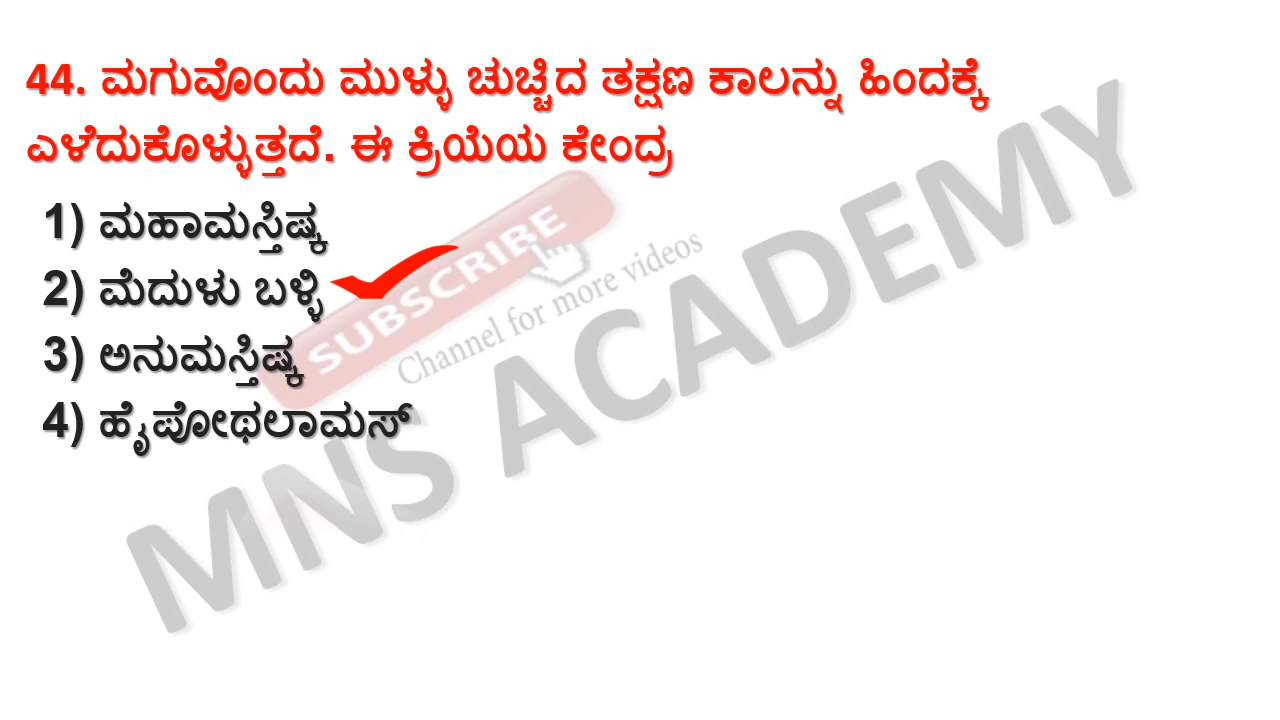 44. ಮಗುವೊಂದು ಮುಳ್ಳು ಚುಚ್ಚಿದ ತಕ್ಷಣ ಕಾಲನ್ನು ಹಿಂದಕ್ಕೆ
ಎಳೆದುಕೊಳ್ಳುತ್ತದೆ. ಈ ಕ್ರಿಯೆಯ ಕೇಂದ್ರ
1) ಮಹಾಮಸ್ತಿಷ್ಕ
2) ಮೆದುಳು ಬಳ್ಳಿ
3) ಅನುಮಸ್ತಿಷ್ಕ
4) ಹೈಪೋಥಲಾಮಸ್
SUBSCRIBE
Channel for more videos
MNS ACADEMY